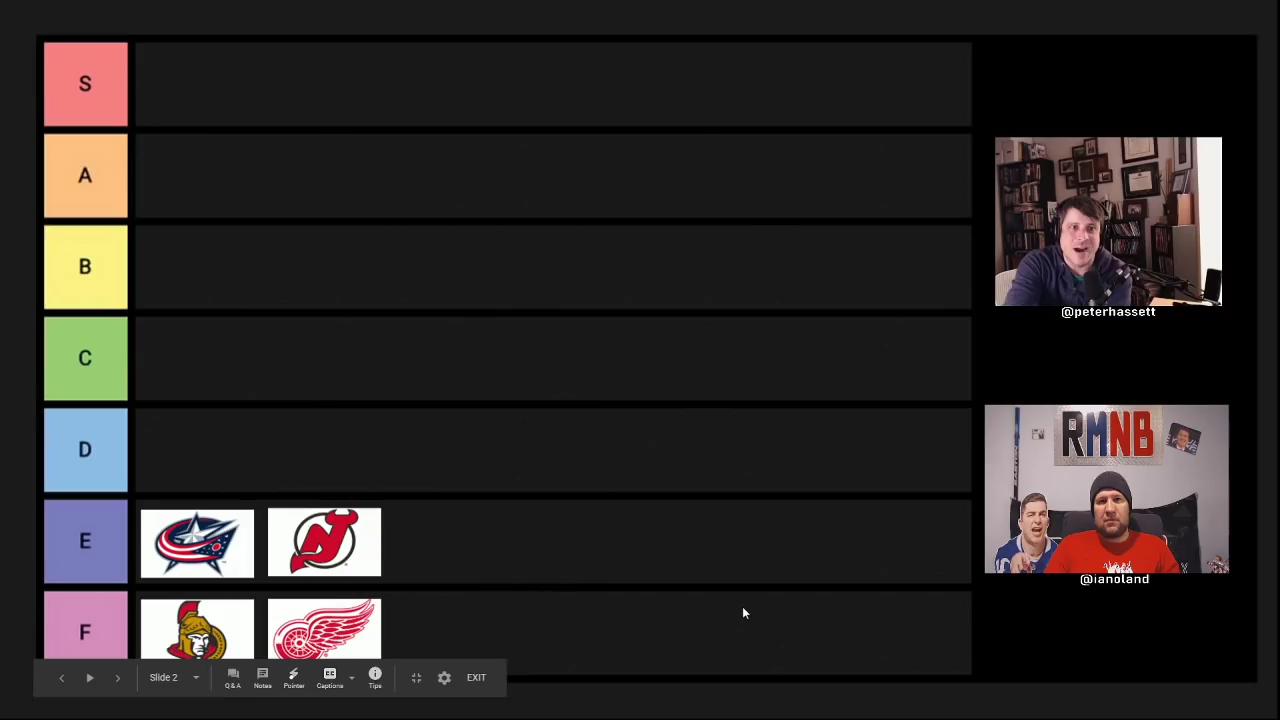 S
A
B
C
D
E
F
@peterhassett
RMNB
@ianoland
Slide 2
Q & A
Notes
Pointer
Captions
Tips
EXIT